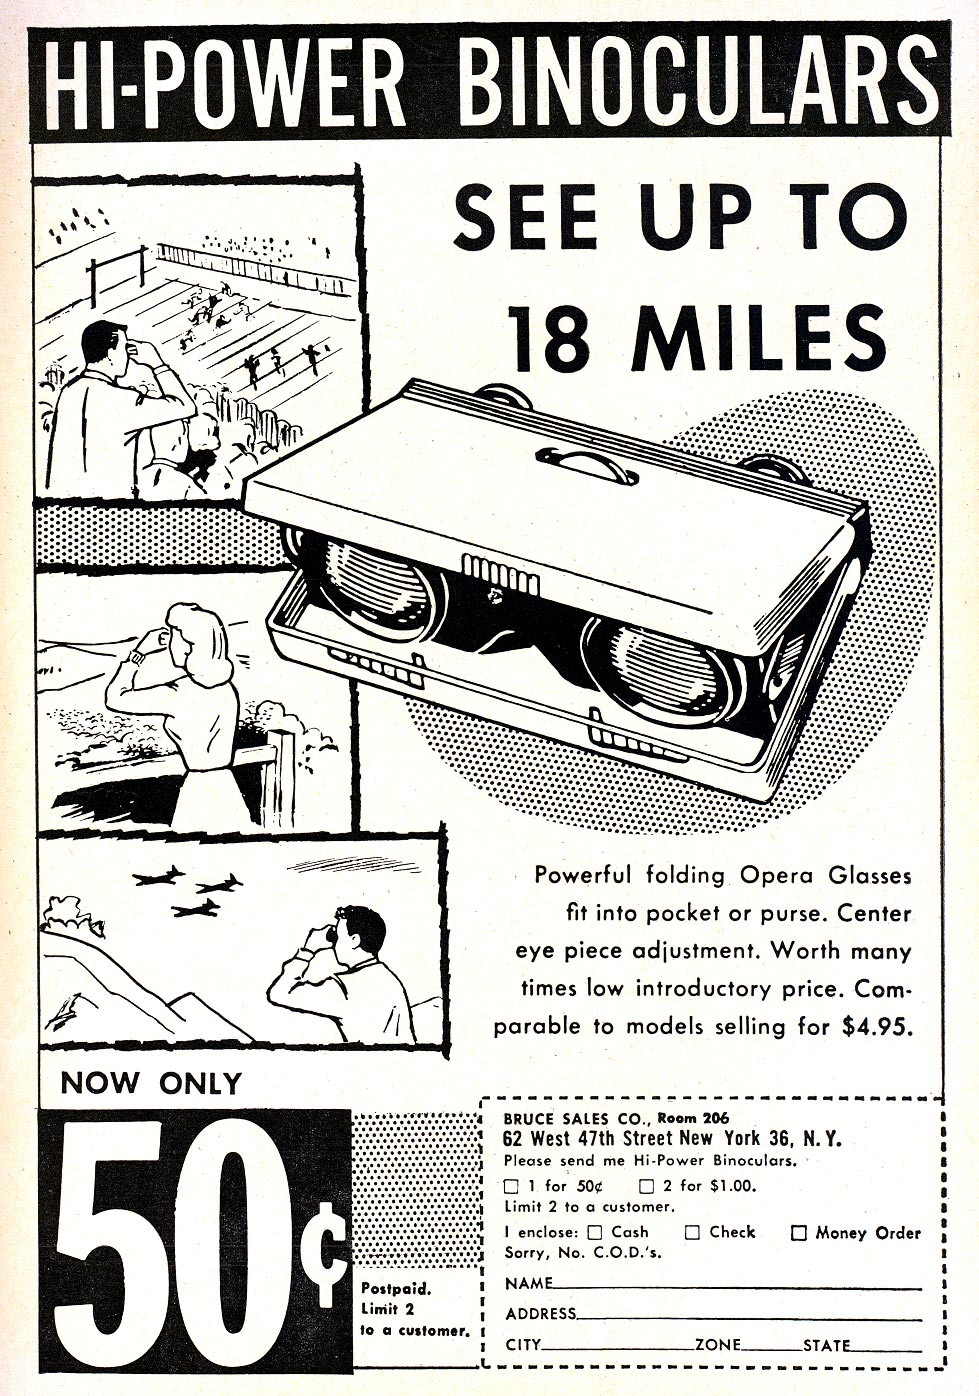 HI-POWER BINOCULARS
SEE UP TO
18 MILES
Powerful folding Opera Glasses
fit into pocket or purse. Center
eye piece adjustment. Worth many
times low introductory price. Com-
parable to models selling for $4.95.
NOW ONLY
50¢
Postpaid.
Limit 2
to a customer.
BRUCE SALES CO., Room 206
62 West 47th Street New York 36, N.Y.
Please send me Hi-Power Binoculars.
☐ 1 for 50¢ ☐ 2 for $1.00.
Limit 2 to a customer.
I enclose: ☐ Cash ☐ Check ☐ Money Order
Sorry, No. C.O.D.'s.
NAME
ADDRESS
CITY ZONE STATE